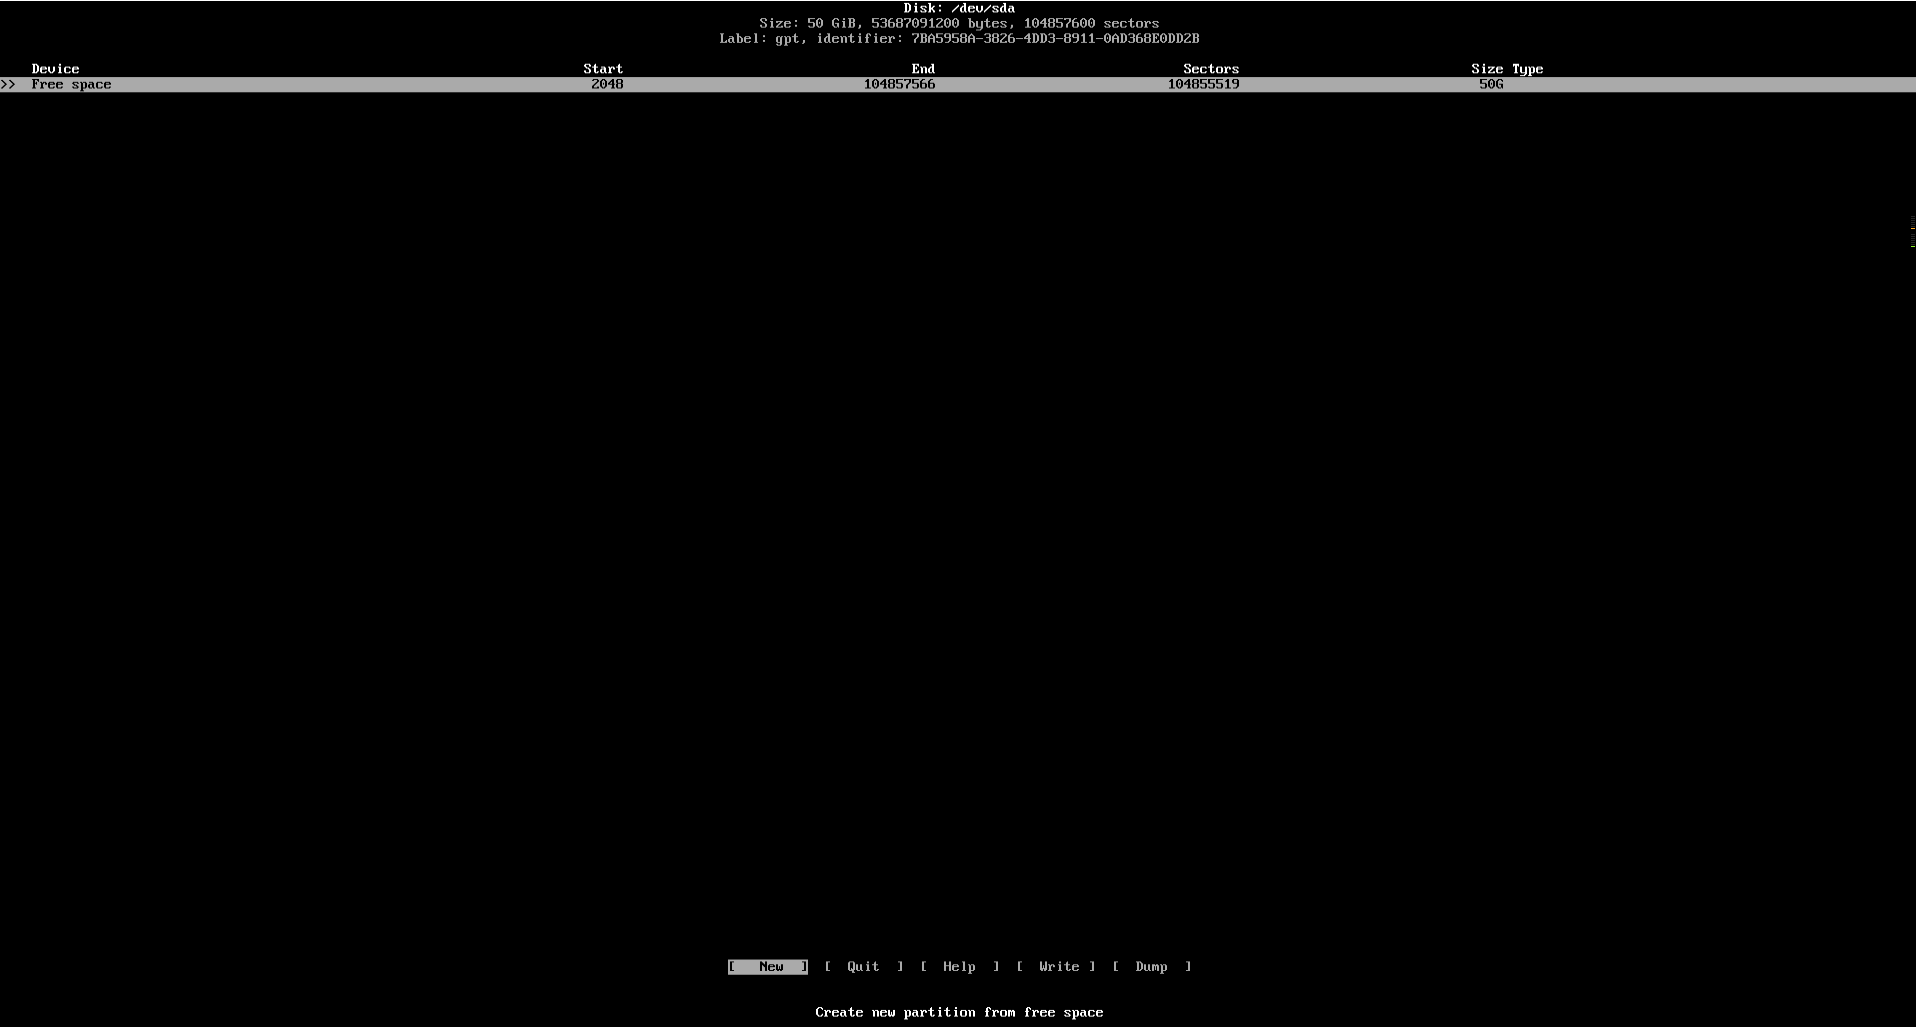 Disk: /dev/sda
Size: 50 GiB, 53687091200 bytes, 104857600 sectors
Label: gpt, identifier: 7BA5958A-3826-4DD3-8911-0AD368E0DD2B
Device Start End Sectors Size Type
>> Free space 2048 104857566 104855519 50G
[ New ] [ Quit ] [ Help ] [ Write ] [ Dump ]
Create new partition from free space